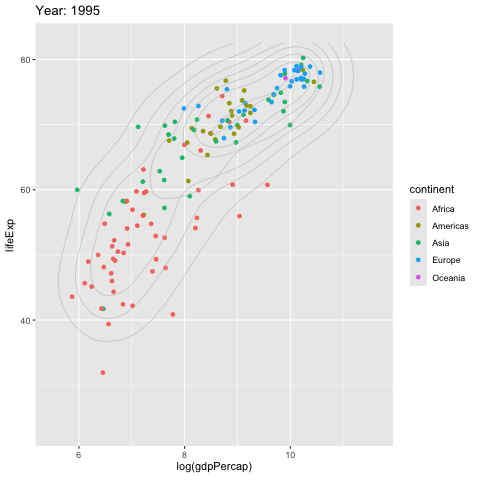 Year: 1995
80
60
40
lifeExp
6
8
10
log(gdpPercap)
continent
Africa
Americas
Asia
Europe
Oceania